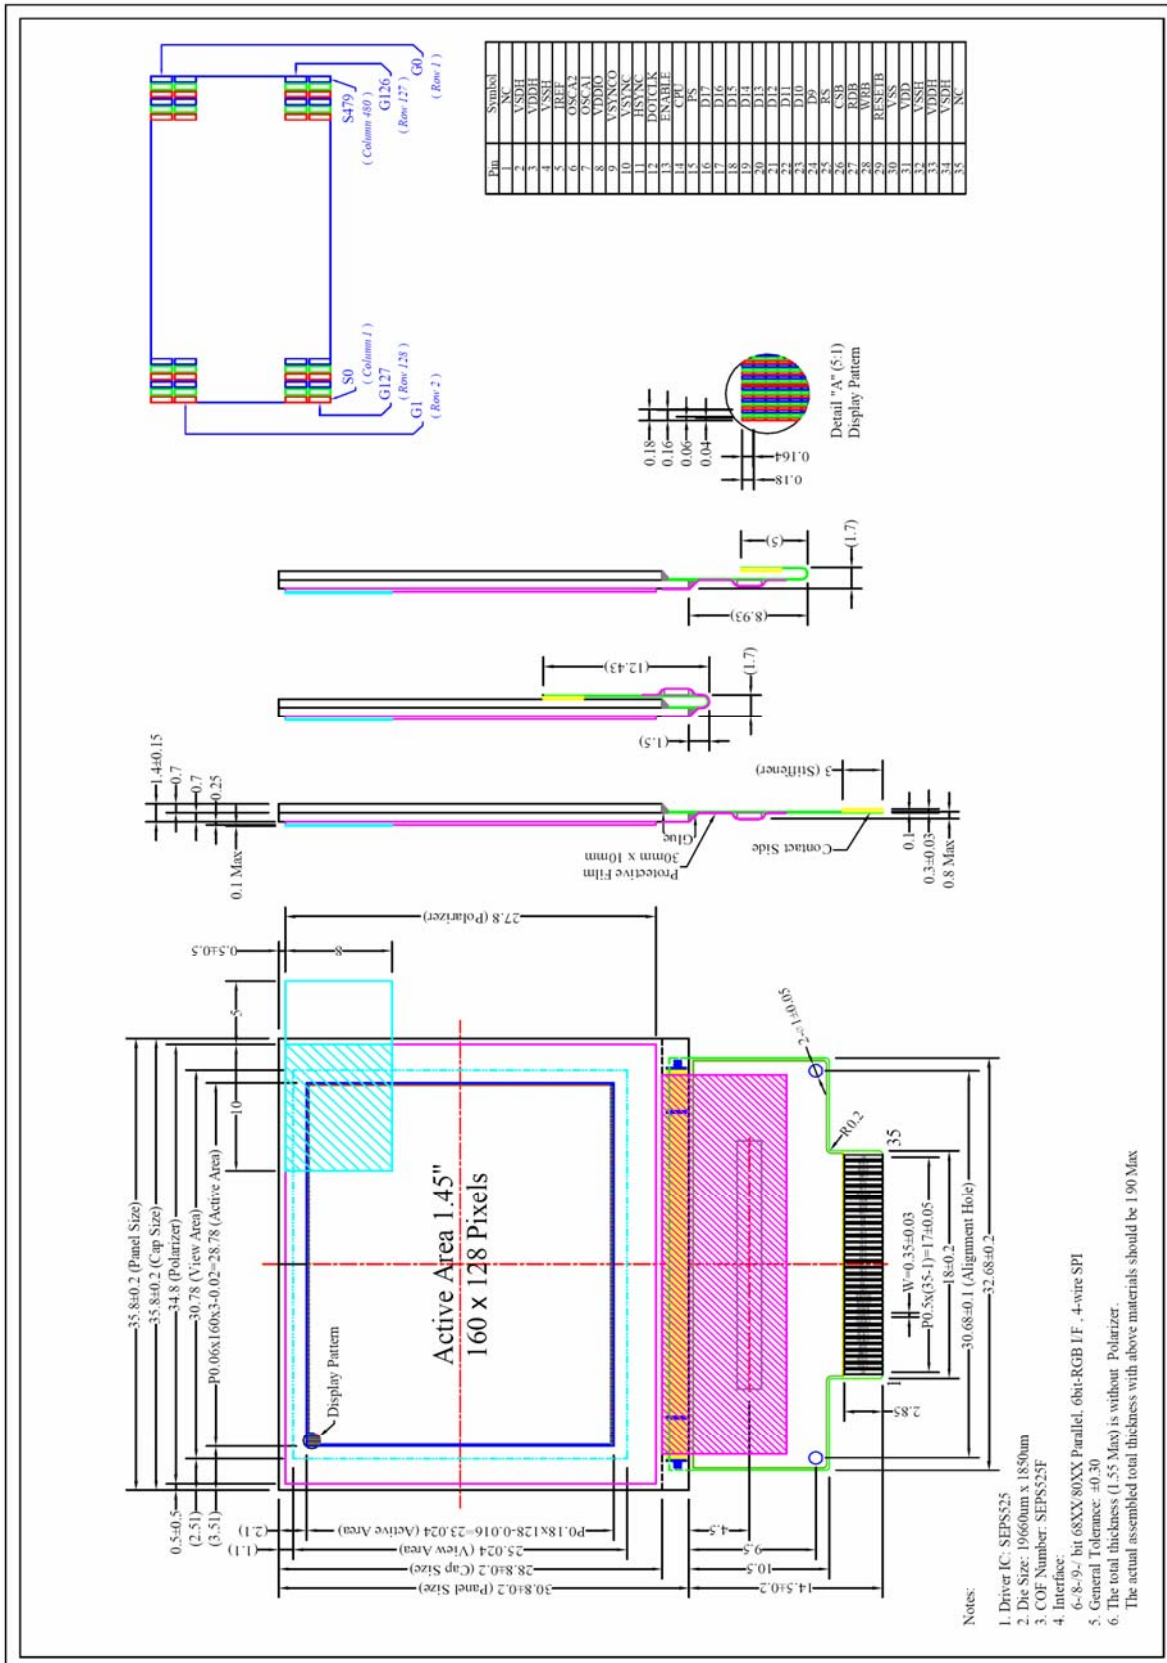 Notes:
1. Driver IC: SEPS525
2. Die Size: 19660um x 1850um
3. COF Number: SEPS525F
4. Interface:
6-/8-/9-/ bit 68XX/80XX Parallel, 6bit-RGB I/F , 4-wire SPI
5. General Tolerance: ±0.30
6. The total thickness (1.55 Max) is without Polarizer.
The actual assembled total thickness with above materials should be 1.90 Max
35.8±0.2 (Panel Size)
35.8±0.2 (Cap Size)
34.8 (Polarizer)
30.78 (View Area)
P0.06x160x3-0.02=28.78 (Active Area)
0.5±0.5
(2.51)
(3.51)
10
5
0.5±0.5
8
27.8 (Polarizer)
Display Pattern
Active Area 1.45"
160 x 128 Pixels
(2.1)
(1.1)
P0.18x128-0.016=23.024 (Active Area)
25.024 (View Area)
28.8±0.2 (Cap Size)
30.8±0.2 (Panel Size)
4.5
9.5
10.5
14.5±0.2
2.85
1
35
W=0.35±0.03
P0.5x(35-1)=17±0.05
18±0.2
30.68±0.1 (Alignment Hole)
32.68±0.2
R0.2
1.4±0.15
0.7
0.7
0.25
0.1 Max
Glue
Protective Film
30mm x 10mm
Contact Side
3 (Stiffener)
0.1
0.3±0.03
0.8 Max
(1.5)
(12.43)
(1.7)
(8.93)
(5)
(1.7)
0.18
0.16
0.06
0.04
0.164
0.18
Detail "A" (5:1)
Display Pattern
S0
( Column 1 )
G127
( Row 128 )
G1
( Row 2 )
S479
( Column 480 )
G126
( Row 127 )
G0
( Row 1 )
Pin Symbol
1 NC
2 VSDH
3 VDDH
4 VSSH
5 IREF
6 OSCA2
7 OSCA1
8 VDDIO
9 VSYNCO
10 VSYNC
11 HSYNC
12 DOTCLK
13 ENABLE
14 CPU
15 PS
16 D17
17 D16
18 D15
19 D14
20 D13
21 D12
22 D11
23 D10
24 D9
25 RS
26 CSB
27 RDB
28 WRB
29 RESETB
30 VSS
31 VDD
32 VSSH
33 VDDH
34 VSDH
35 NC